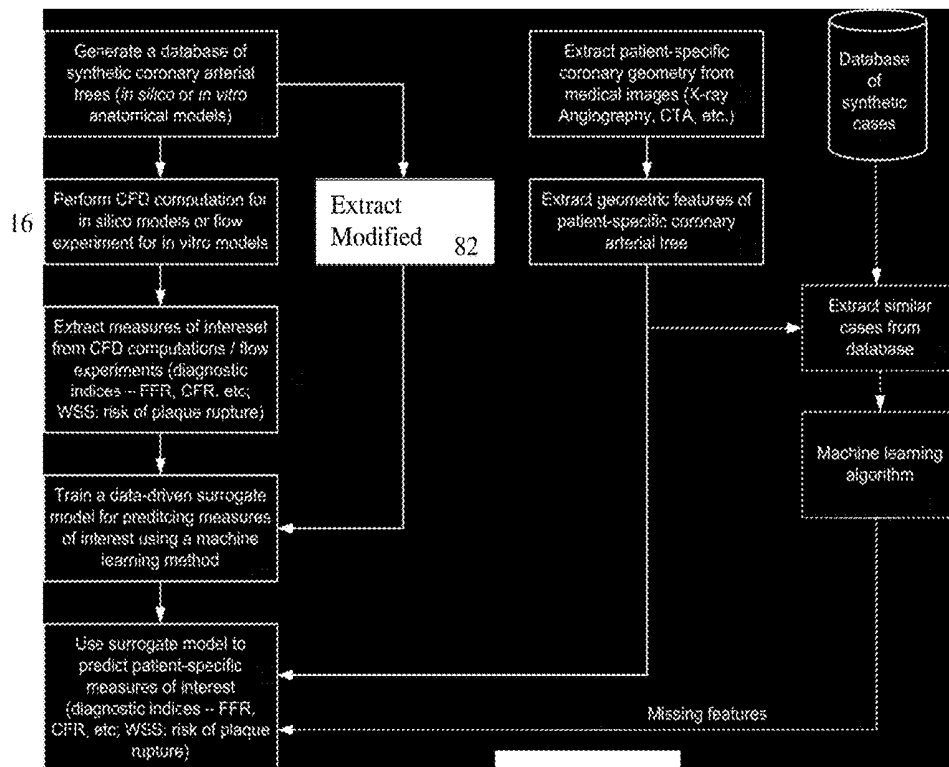 Generate a database of
synthetic coronary arterial
trees (in silico or in vitro
anatomical models)
Extract patient-specific
coronary geometry from
medical images (X-ray
Angiography, CTA, etc.)
Database
of
synthetic
cases
16
Perform CFD computation for
in silico models or flow
experiment for in vitro models
Extract
Modified
82
Extract geometric features of
patient-specific coronary
arterial tree
Extract measures of intereset
from CFD computations / flow
experiments (diagnostic
indices -- FFR, CFR, etc;
WSS: risk of plaque rupture)
Extract similar
cases from
database
Train a data-driven surrogate
model for preditcing measures
of interest using a machine
learning method
Machine learning
algorithm
Use surrogate model to
predict patient-specific
measures of interest
(diagnostic indices -- FFR,
CFR, etc; WSS: risk of plaque
rupture)
Missing features